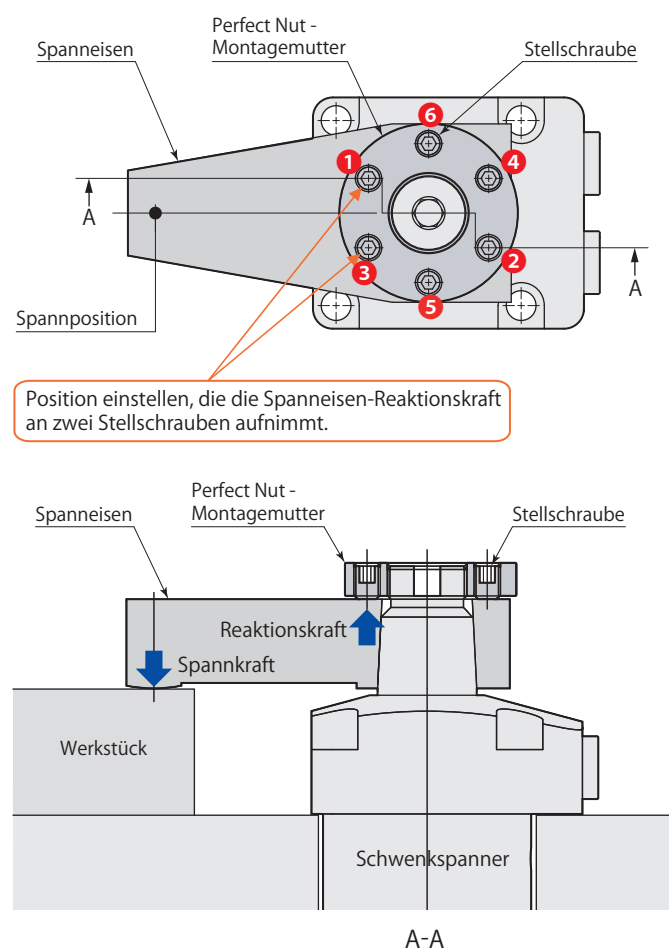 Perfect Nut -
Montagemutter
Spanneisen
Stellschraube
6
1
4
A
3
2
5
A
Spannposition
Position einstellen, die die Spanneisen-Reaktionskraft
an zwei Stellschrauben aufnimmt.
Perfect Nut -
Montagemutter
Spanneisen
Stellschraube
Reaktionskraft
Spannkraft
Werkstück
Schwenkspanner
A-A